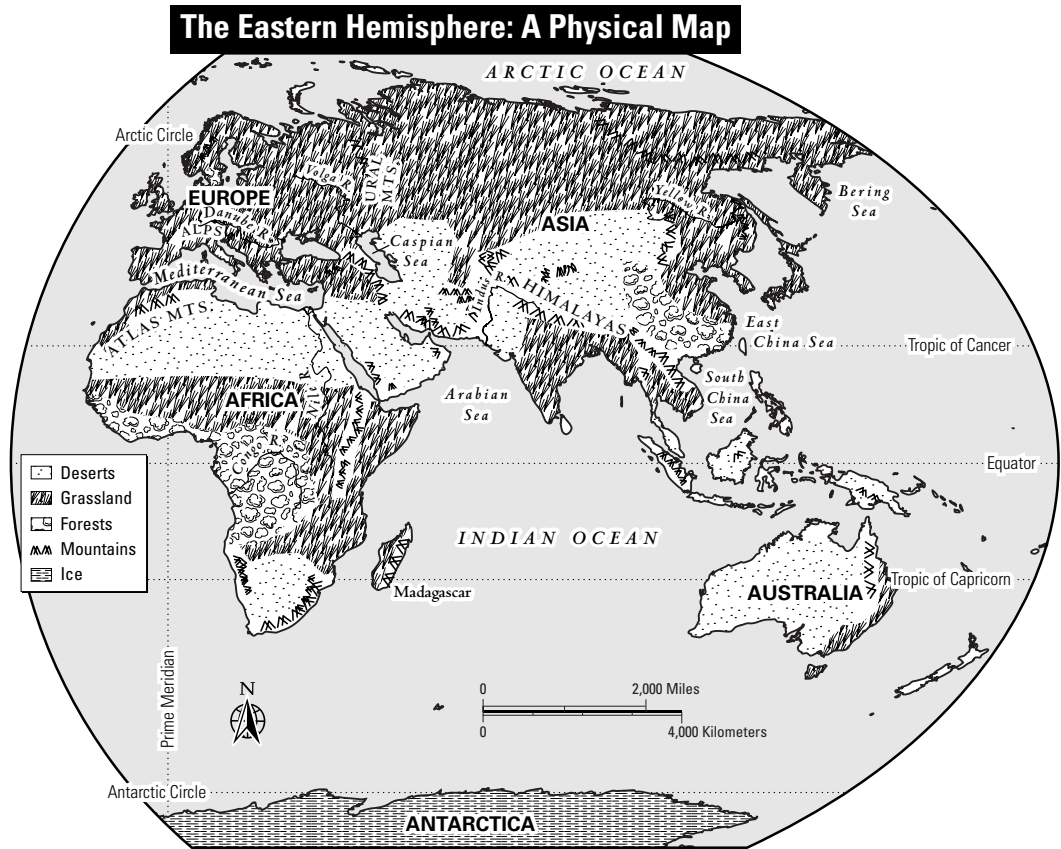 The Eastern Hemisphere: A Physical Map
ARCTIC OCEAN
Arctic Circle
Volga R.
URAL
MTS.
EUROPE
Danube R.
ALPS
Yellow R.
Bering
Sea
ASIA
Caspian
Sea
Mediterranean Sea
Indus R.
HIMALAYAS
ATLAS MTS.
East
China Sea
Tropic of Cancer
Nile R.
AFRICA
Arabian
Sea
South
China
Sea
Congo R.
Equator
Deserts
Grassland
Forests
Mountains
Ice
INDIAN OCEAN
Madagascar
AUSTRALIA
Tropic of Capricorn
Prime Meridian
N
0
2,000 Miles
0
4,000 Kilometers
Antarctic Circle
ANTARCTICA